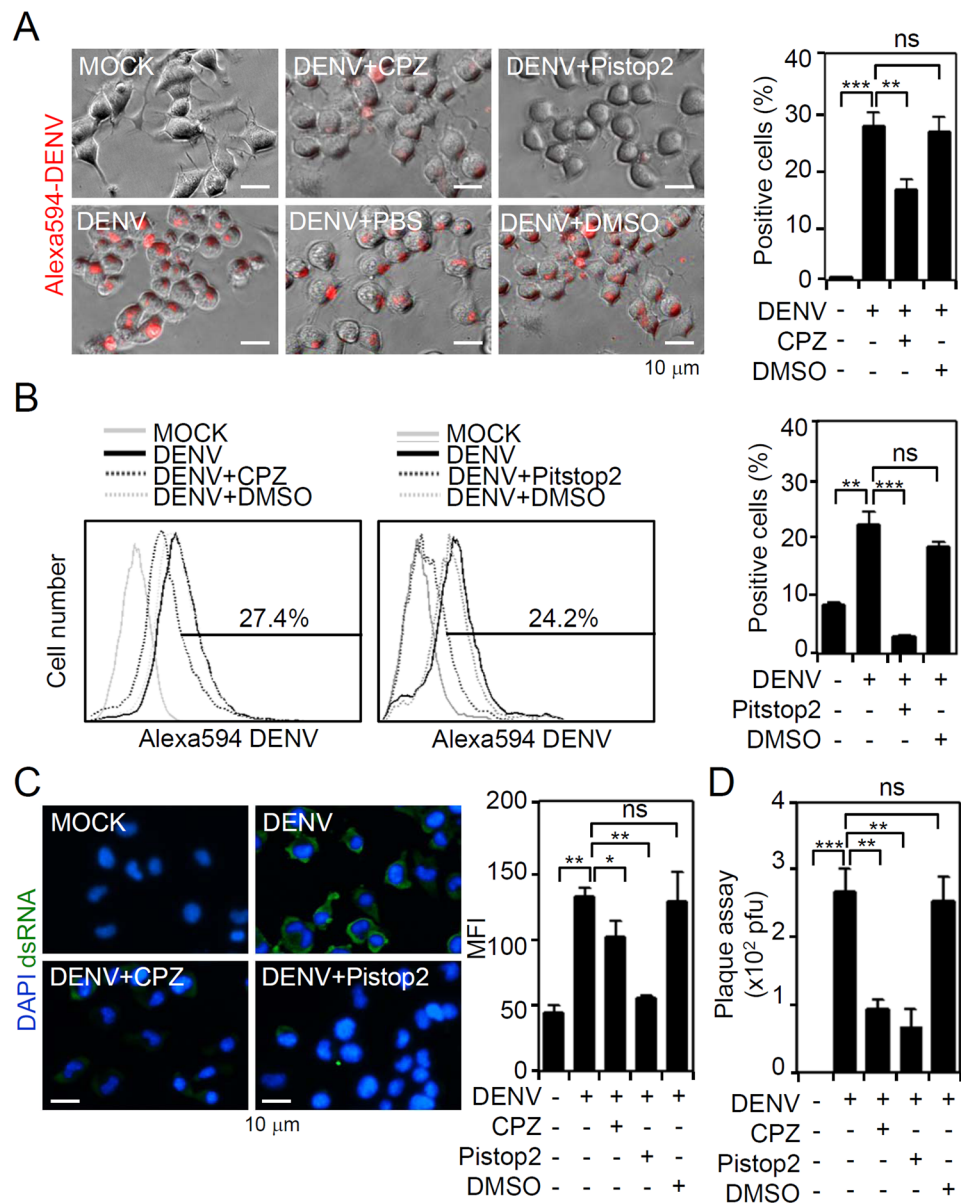 A
Alexa594-DENV
MOCK
DENV+CPZ
DENV+Pistop2
DENV
DENV+PBS
DENV+DMSO
10 μm
Positive cells (%)
40
30
20
10
0
ns
*** **
DENV - + + +
CPZ - - + -
DMSO - - - +
B
MOCK
DENV
DENV+CPZ
DENV+DMSO
MOCK
DENV
DENV+Pitstop2
DENV+DMSO
Cell number
27.4%
24.2%
Alexa594 DENV
Alexa594 DENV
Positive cells (%)
40
30
20
10
0
ns
** ***
DENV - + + +
Pitstop2 - - + -
DMSO - - - +
C
DAPI dsRNA
MOCK
DENV
DENV+CPZ
DENV+Pistop2
10 μm
MFI
200
150
100
50
0
ns
**
** *
DENV - + + + +
CPZ - - + - -
Pistop2 - - - + -
DMSO - - - - +
D
Plaque assay
(x10² pfu)
4
3
2
1
0
ns
**
*** **
DENV - + + + +
CPZ - - + - -
Pistop2 - - - + -
DMSO - - - - +